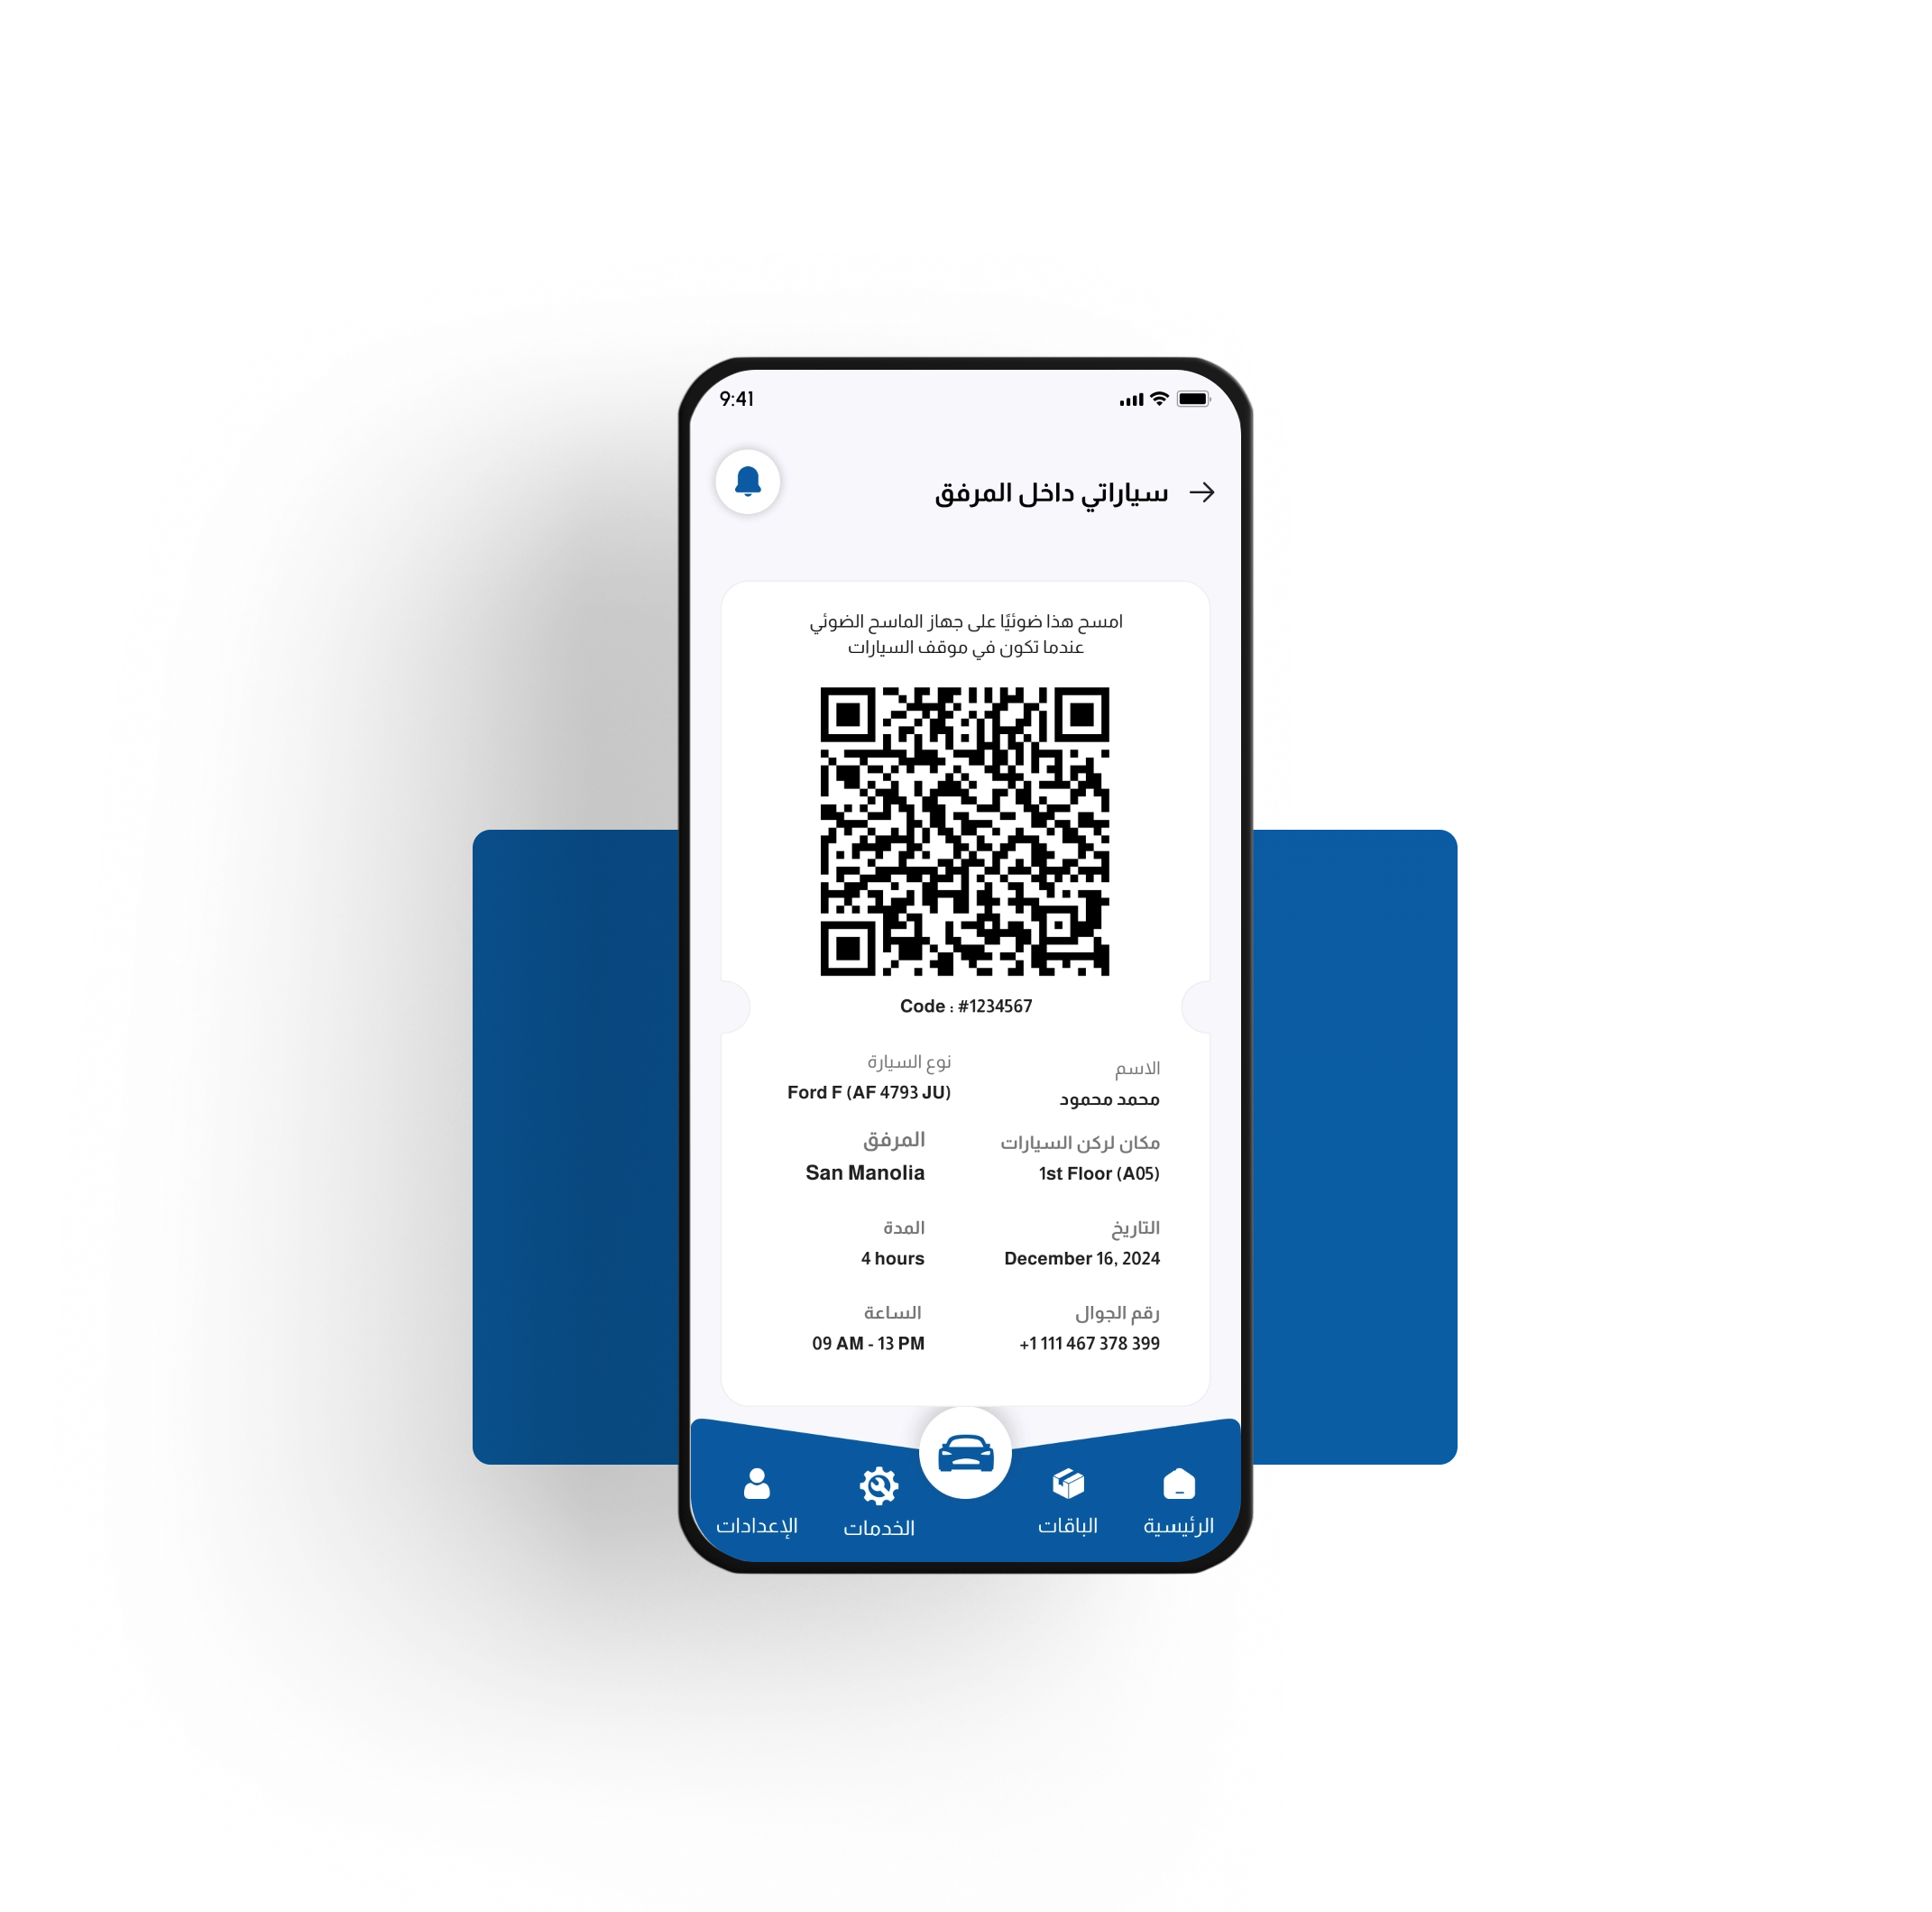 9:41
سياراتي داخل المرفق
امسح هذا ضوئيًا على جهاز الماسح الضوئي
عندما تكون في موقف السيارات
Code : #1234567
الاسم
محمد محمود
نوع السيارة
Ford F (AF 4793 JU)
مكان لركن السيارات
1st Floor (A05)
المرفق
San Manolia
التاريخ
December 16, 2024
المدة
4 hours
رقم الجوال
+1 111 467 378 399
الساعة
09 AM - 13 PM
الرئيسية
الباقات
الخدمات
الإعدادات